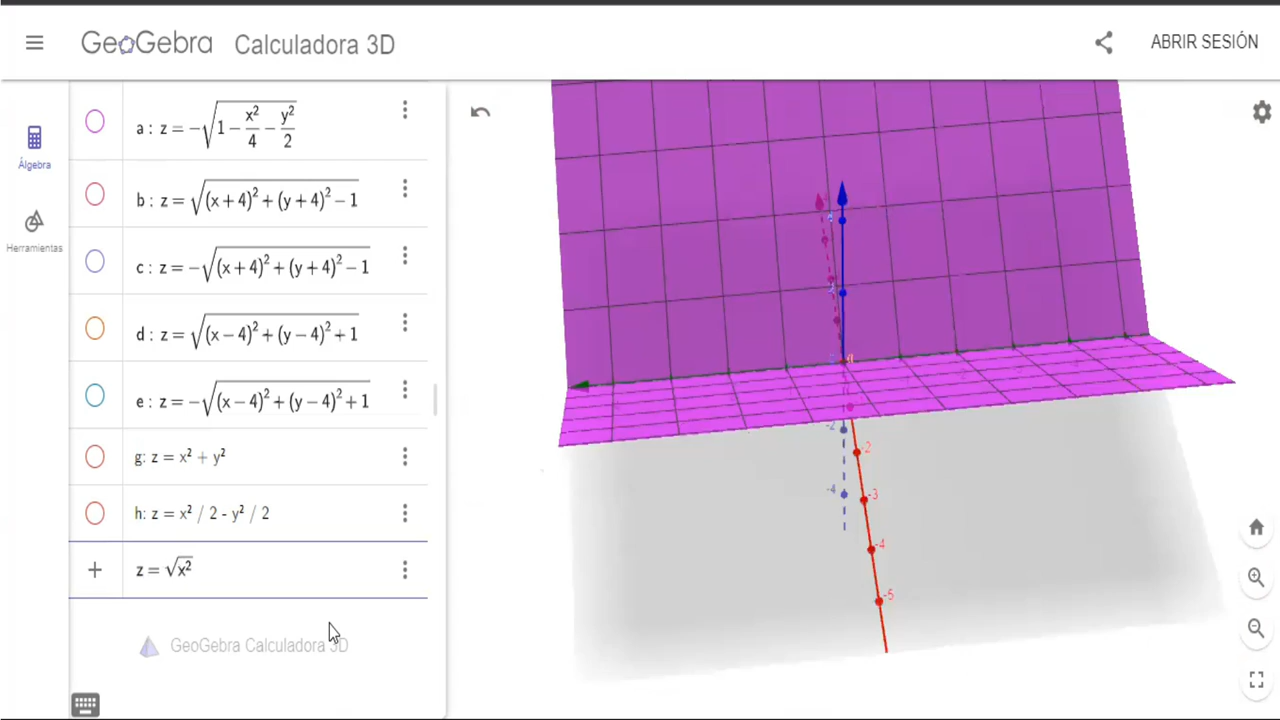 GeoGebra Calculadora 3D
ABRIR SESIÓN
Álgebra
Herramientas
a : z = −√(1 − x²/4 − y²/2)
b : z = √((x + 4)² + (y + 4)² − 1)
c : z = −√((x + 4)² + (y + 4)² − 1)
d : z = √((x − 4)² + (y − 4)² + 1)
e : z = −√((x − 4)² + (y − 4)² + 1)
g: z = x² + y²
h: z = x² / 2 - y² / 2
z = √x²
GeoGebra Calculadora 3D
-2
-4
-2
-3
-4
-5